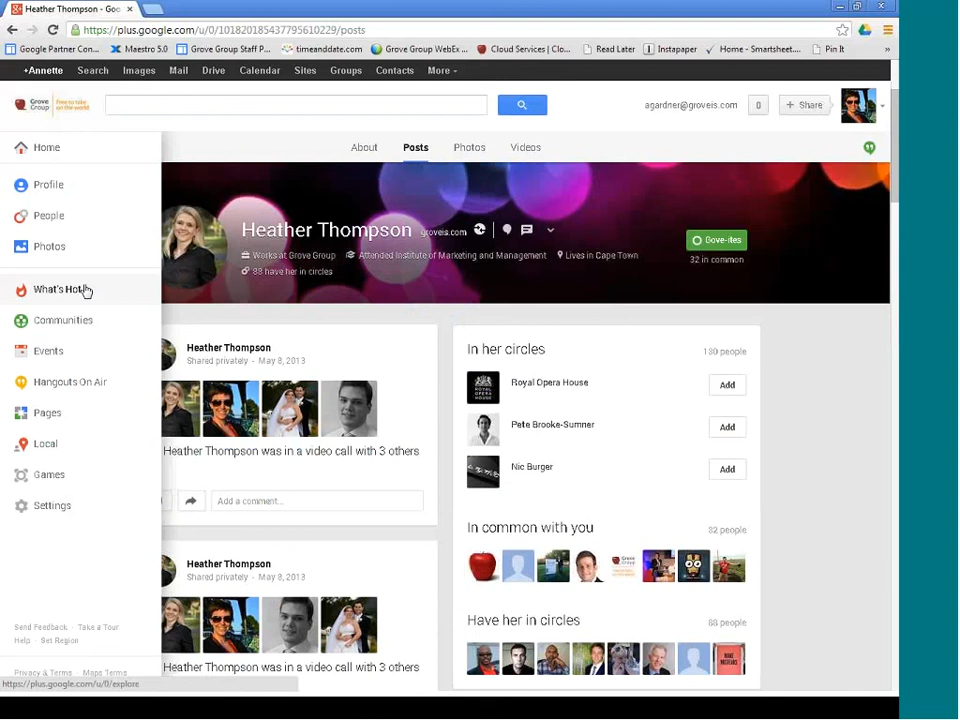 Heather Thompson - Goo
https://plus.google.com/u/0/101820185437795610229/posts
Google Partner Con... Maestro 5.0 Grove Group Staff P... timeanddate.com Grove Group WebEx ... Cloud Services | Clo... Read Later Instapaper Home - Smartsheet.... Pin It
+Annette Search Images Mail Drive Calendar Sites Groups Contacts More
Grove Group free to take on the world
agardner@groveis.com 0 + Share
Home
About Posts Photos Videos
Profile
People
Photos
What's Hot
Communities
Events
Hangouts On Air
Pages
Local
Games
Settings
Send Feedback Take a Tour
Help Set Region
Privacy & Terms Maps Terms
https://plus.google.com/u/0/explore
Heather Thompson groveis.com
Works at Grove Group Attended Institute of Marketing and Management Lives in Cape Town
88 have her in circles
Gove-ites
32 in common
Heather Thompson
Shared privately - May 8, 2013
Heather Thompson was in a video call with 3 others
Add a comment...
Heather Thompson
Shared privately - May 8, 2013
Heather Thompson was in a video call with 3 others
In her circles 130 people
Royal Opera House Add
Pete Brooke-Sumner Add
Nic Burger Add
In common with you 32 people
Have her in circles 88 people